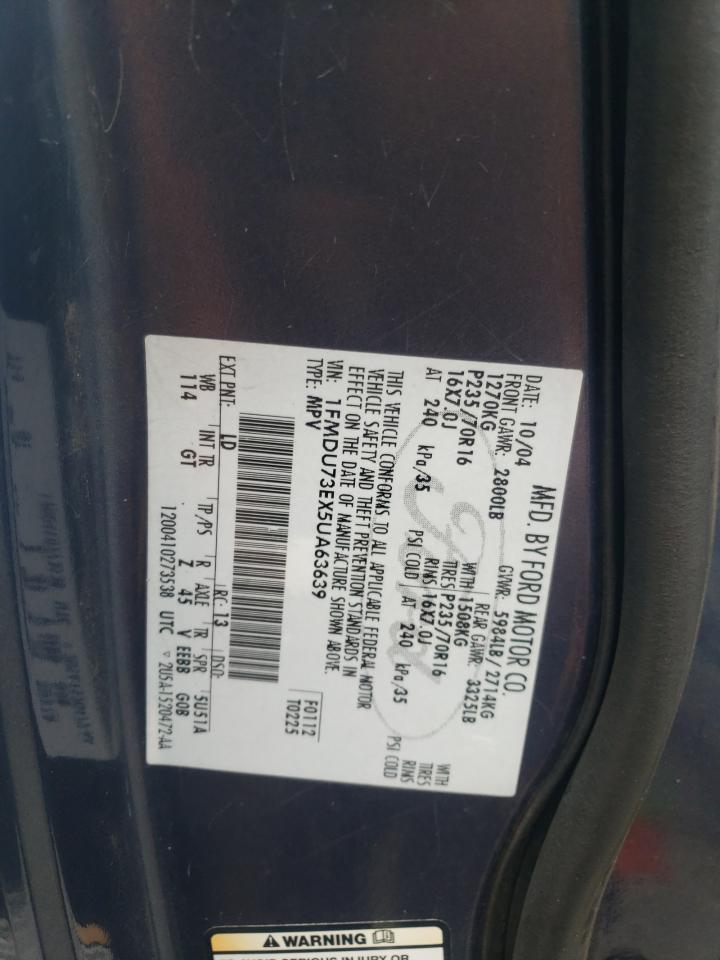 MFD. BY FORD MOTOR CO.
DATE: 10/04 GVWR: 5984LB/2714KG
FRONT GAWR: 2800LB REAR GAWR: 3325LB
1270KG WITH 1508KG WITH
P235/70R16 TIRES P235/70R16 TIRES
16X7.0J RIMS 16X7.0J RIMS
AT 240 kPa/35 PSI COLD AT 240 kPa/35 PSI COLD
Ford
THIS VEHICLE CONFORMS TO ALL APPLICABLE FEDERAL MOTOR
VEHICLE SAFETY AND THEFT PREVENTION STANDARDS IN
EFFECT ON THE DATE OF MANUFACTURE SHOWN ABOVE.
VIN: 1FMDU73EX5UA63639 F0112
TYPE: MPV T0225
EXT PNT: LD RC: 13 DSO:
WB INT TR TP/PS R AXLE TR SPR 5U51A
114 GT Z 45 V EEBB GOB
1200410273538 UTC ▽ 2U5A-1520472-AA
WARNING